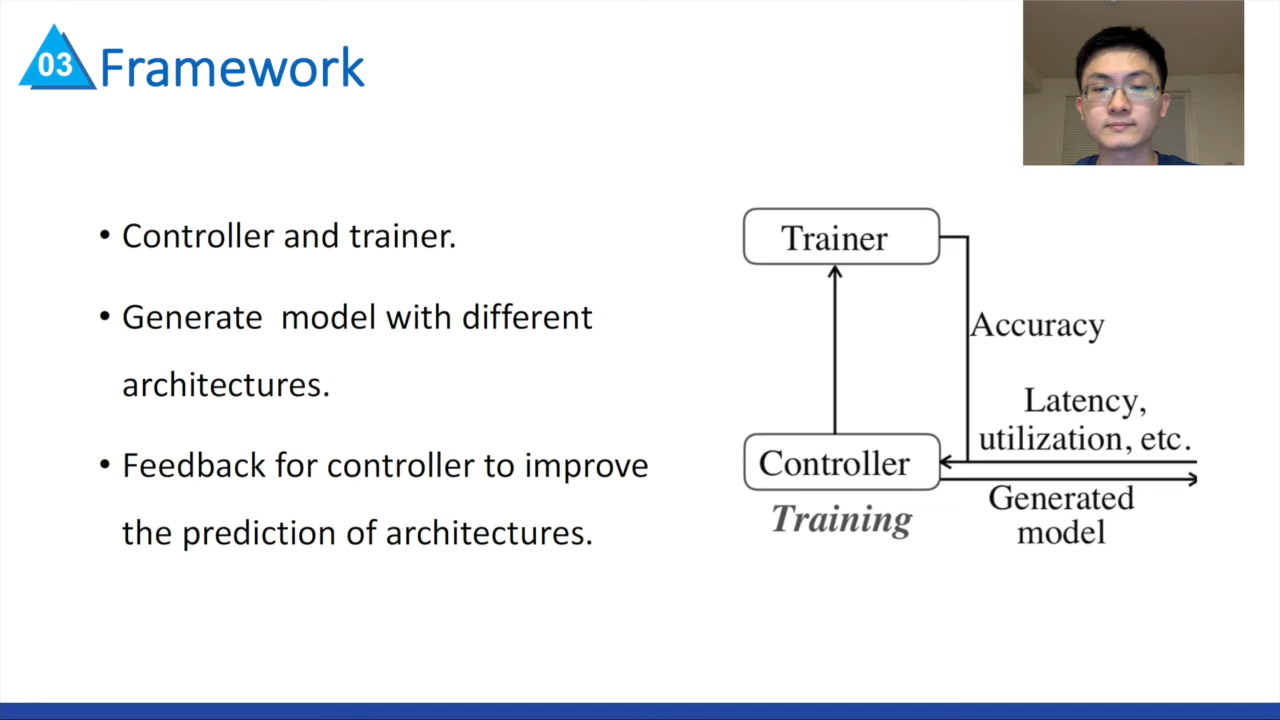 03 Framework
• Controller and trainer.
• Generate  model with different
architectures.
• Feedback for controller to improve
the prediction of architectures.
Trainer
Accuracy
Latency,
utilization, etc.
Controller
Generated
model
Training